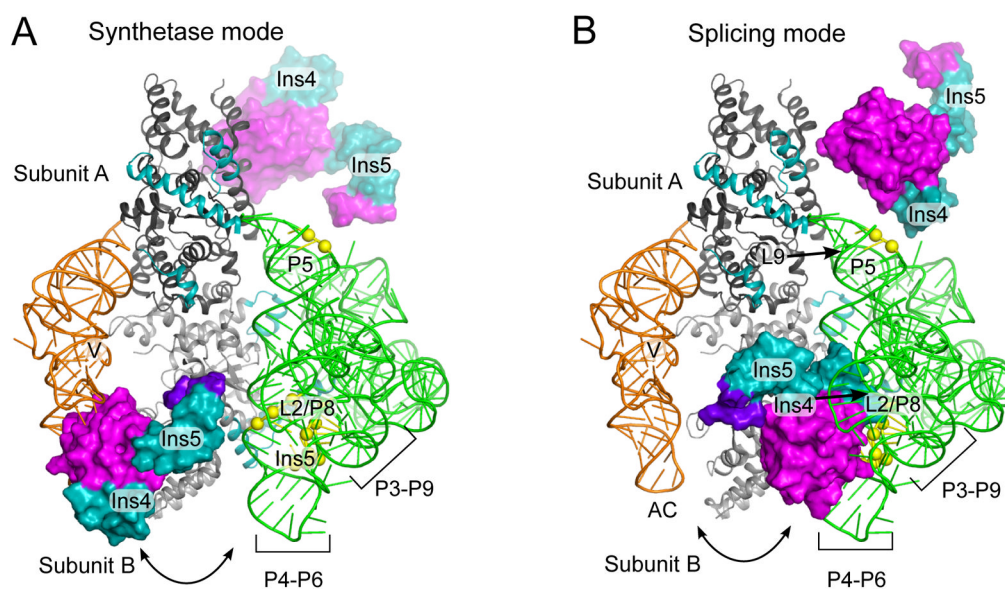 A
Synthetase mode
Ins4
Ins5
Subunit A
P5
V
L2/P8
Ins5
Ins5
Ins4
P3-P9
Subunit B
P4-P6
B
Splicing mode
Ins5
Subunit A
Ins4
L9
P5
V
Ins5
Ins4
L2/P8
P3-P9
AC
Subunit B
P4-P6